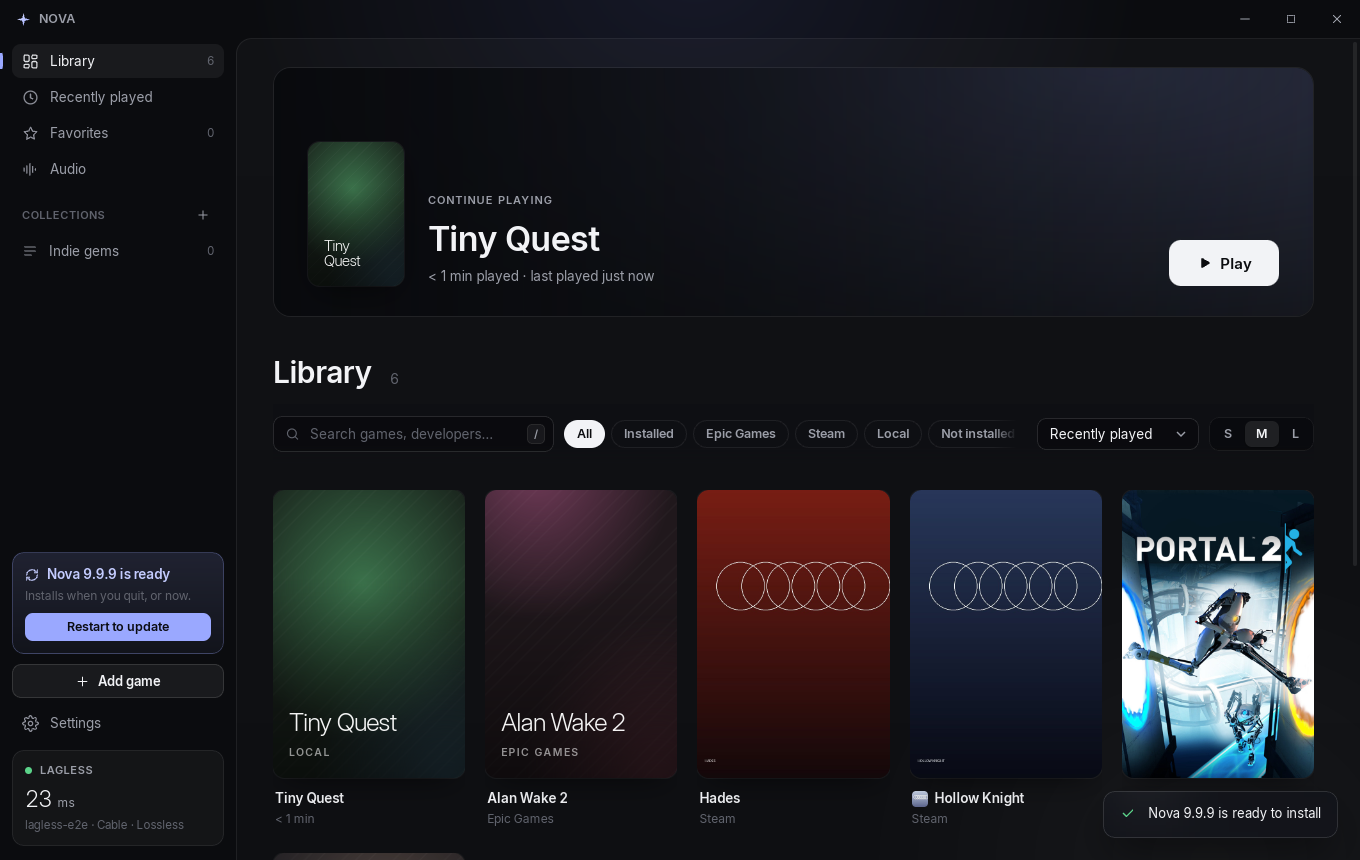 NOVA
Library 6
Recently played
Favorites 0
Audio
COLLECTIONS
Indie gems 0
Nova 9.9.9 is ready
Installs when you quit, or now.
Restart to update
Add game
Settings
LAGLESS
23 ms
lagless-e2e · Cable · Lossless
Tiny
Quest
CONTINUE PLAYING
Tiny Quest
< 1 min played · last played just now
Play
Library 6
Search games, developers... /
All Installed Epic Games Steam Local Not installed
Recently played
S M L
Tiny Quest
LOCAL
Alan Wake 2
EPIC GAMES
HADES
HOLLOW KNIGHT
PORTAL 2
Tiny Quest
< 1 min
Alan Wake 2
Epic Games
Hades
Steam
Hollow Knight
Steam
Nova 9.9.9 is ready to install